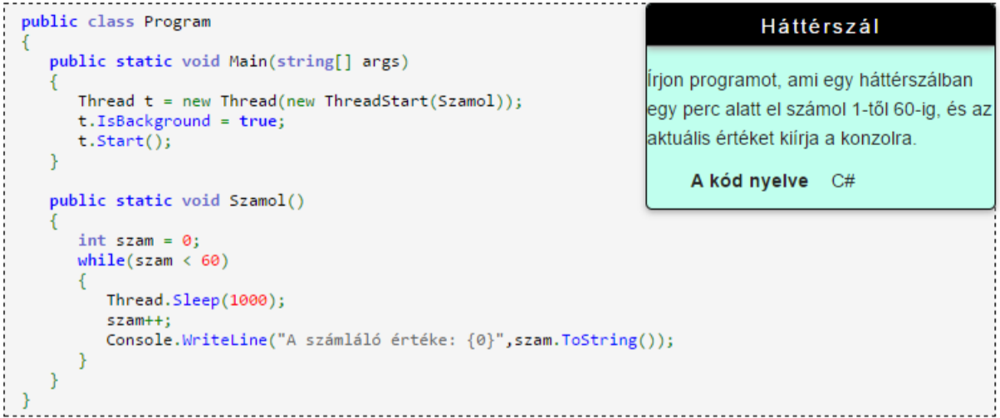 public class Program
{
public static void Main(string[] args)
{
Thread t = new Thread(new ThreadStart(Szamol));
t.IsBackground = true;
t.Start();
}
public static void Szamol()
{
int szam = 0;
while(szam < 60)
{
Thread.Sleep(1000);
szam++;
Console.WriteLine("A számláló értéke: {0}",szam.ToString());
}
}
}
Háttérszál
Írjon programot, ami egy háttérszálban
egy perc alatt el számol 1-től 60-ig, és az
aktuális értéket kiírja a konzolra.
A kód nyelve C#